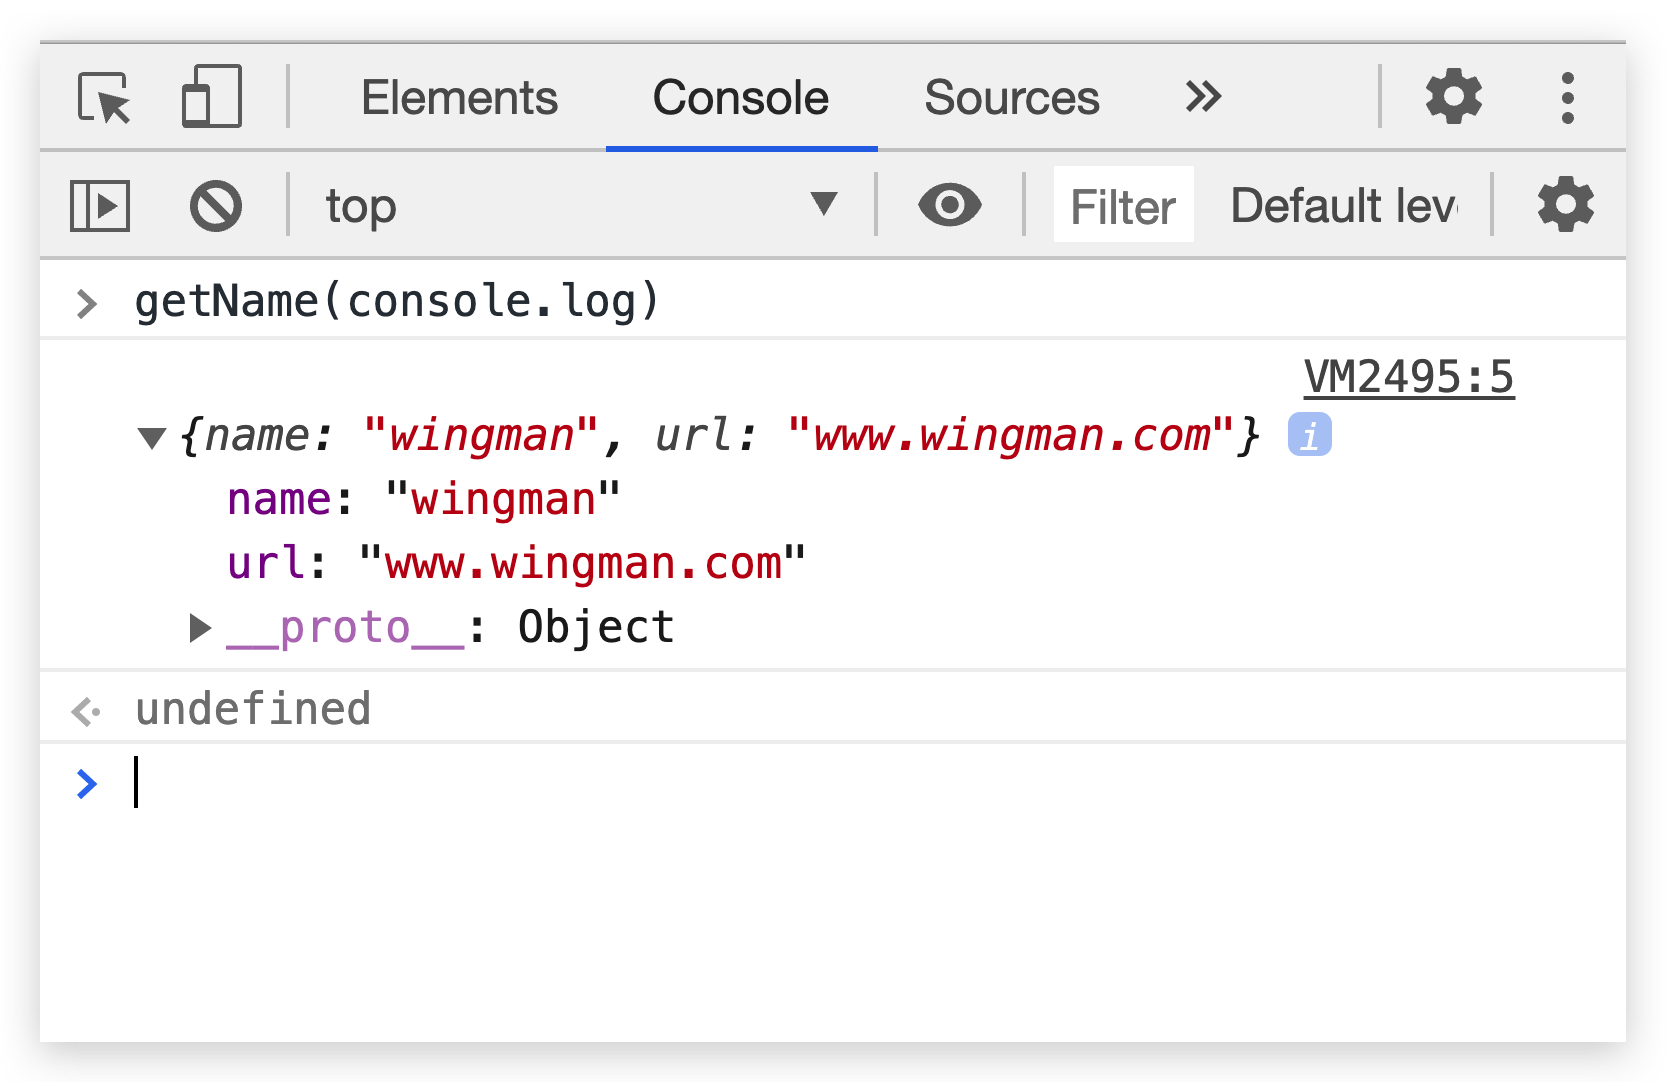 Elements Console Sources
top Filter Default lev
getName(console.log)
VM2495:5
{name: "wingman", url: "www.wingman.com"} i
name: "wingman"
url: "www.wingman.com"
__proto__: Object
undefined